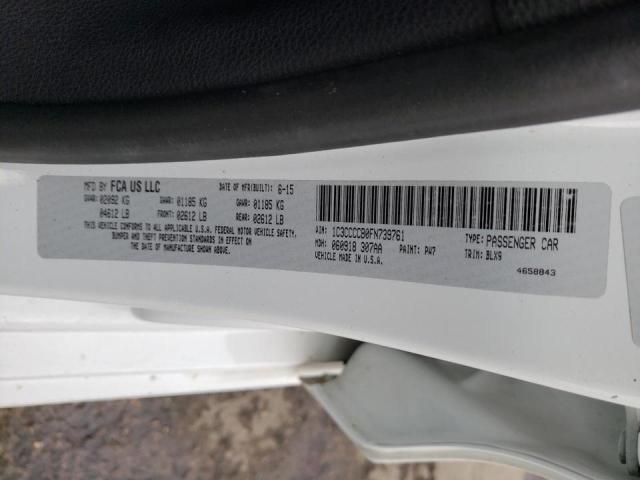 MFD BY FCA US LLC DATE OF MFR(BUILT): 6-15
GVWR: 02092 KG GAWR: 01185 KG GAWR: 01185 KG
04612 LB FRONT: 02612 LB REAR: 02612 LB
THIS VEHICLE CONFORMS TO ALL APPLICABLE U.S.A. FEDERAL MOTOR VEHICLE SAFETY,
BUMPER AND THEFT PREVENTION STANDARDS IN EFFECT ON
THE DATE OF MANUFACTURE SHOWN ABOVE.
VIN: 1C3CCCCB0FN739761 TYPE: PASSENGER CAR
MDH: 060918 307AA PAINT: PW7 TRIM: BLX9
VEHICLE MADE IN U.S.A.
4658843